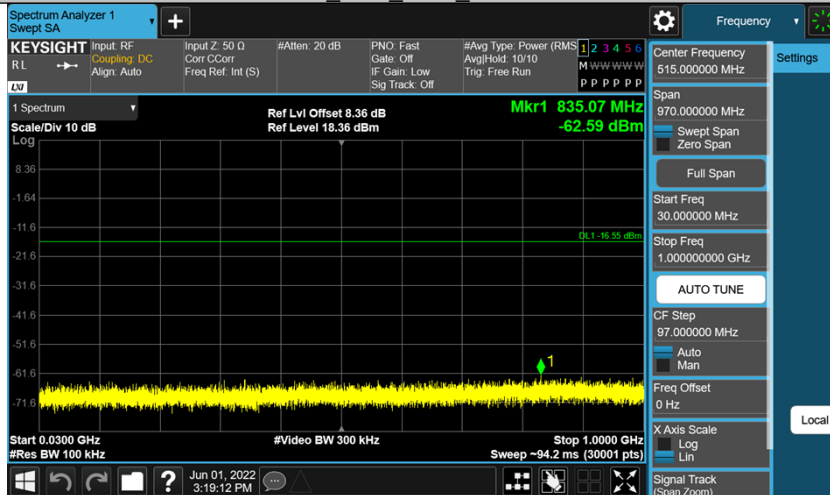 Spectrum Analyzer 1
Swept SA
Frequency
KEYSIGHT
R L
LXI
Input: RF
Coupling: DC
Align: Auto
Input Z: 50 Ω
Corr CCorr
Freq Ref: Int (S)
#Atten: 20 dB
PNO: Fast
Gate: Off
IF Gain: Low
Sig Track: Off
#Avg Type: Power (RMS
Avg|Hold: 10/10
Trig: Free Run
1 2 3 4 5 6
M W W W W W
P P P P P P
1 Spectrum
Scale/Div 10 dB
Log
Ref Lvl Offset 8.36 dB
Ref Level 18.36 dBm
Mkr1 835.07 MHz
-62.59 dBm
8.36
-1.64
-11.6
DL1 -16.55 dBm
-21.6
-31.6
-41.6
-51.6
-61.6
-71.6
1
Start 0.0300 GHz
#Res BW 100 kHz
#Video BW 300 kHz
Stop 1.0000 GHz
Sweep ~94.2 ms (30001 pts)
Center Frequency
515.000000 MHz
Span
970.000000 MHz
Swept Span
Zero Span
Full Span
Start Freq
30.000000 MHz
Stop Freq
1.000000000 GHz
AUTO TUNE
CF Step
97.000000 MHz
Auto
Man
Freq Offset
0 Hz
X Axis Scale
Log
Lin
Signal Track
(Span Zoom)
Settings
Local
?
Jun 01, 2022
3:19:12 PM